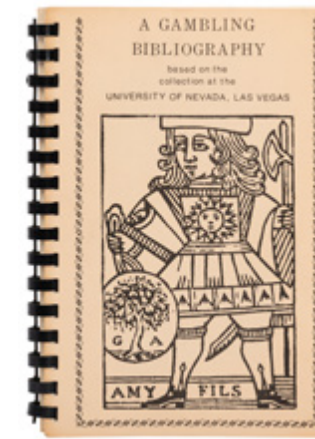 A GAMBLING
BIBLIOGRAPHY
based on the
collection at the
UNIVERSITY OF NEVADA, LAS VEGAS
G A
AMY FILS